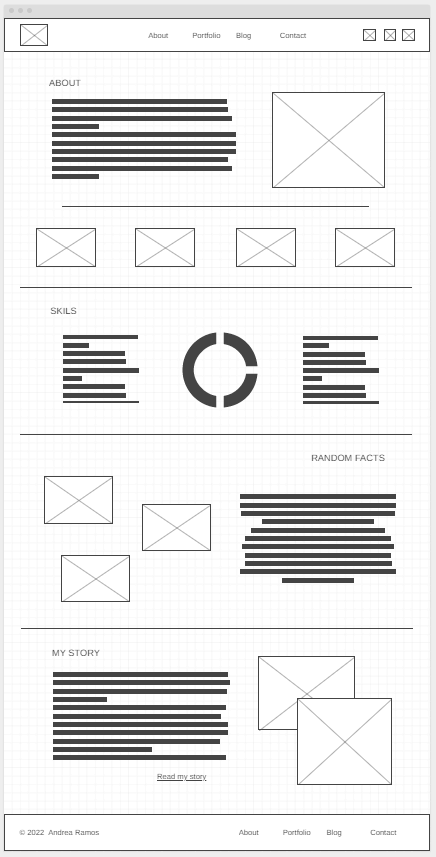 About Portfolio Blog Contact
ABOUT
SKILS
RANDOM FACTS
MY STORY
Read my story
© 2022 Andrea Ramos About Portfolio Blog Contact